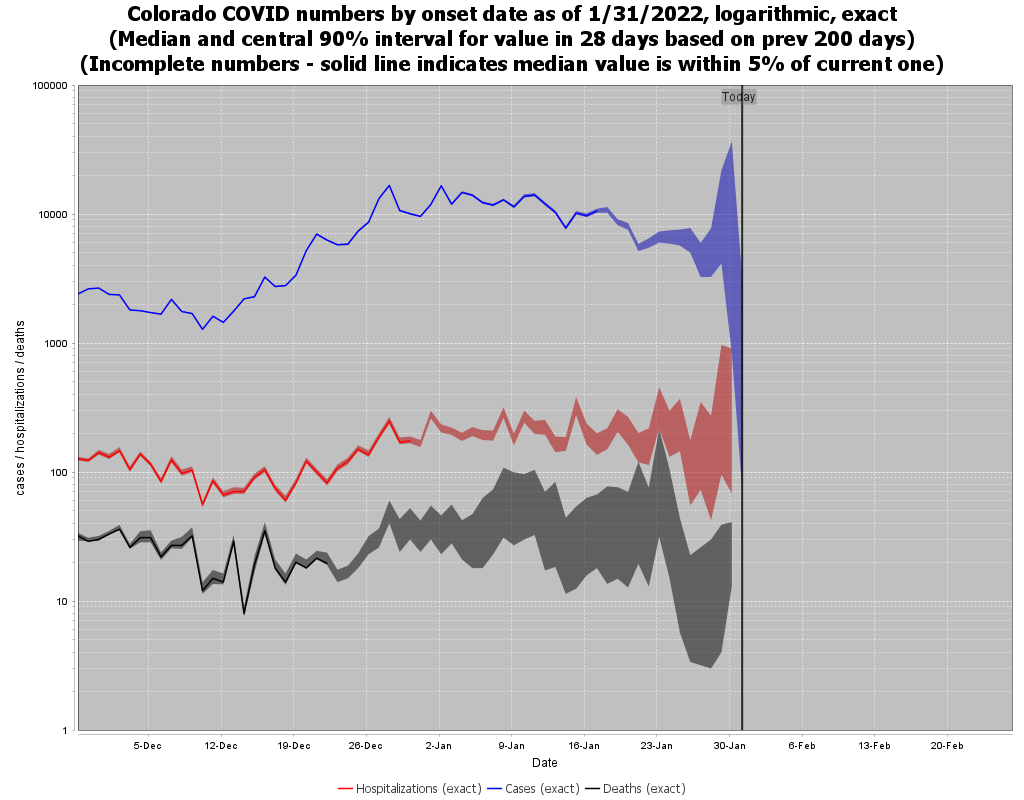 Colorado COVID numbers by onset date as of 1/31/2022, logarithmic, exact
(Median and central 90% interval for value in 28 days based on prev 200 days)
(Incomplete numbers - solid line indicates median value is within 5% of current one)
Today
100000
10000
1000
100
10
1
cases / hospitalizations / deaths
5-Dec 12-Dec 19-Dec 26-Dec 2-Jan 9-Jan 16-Jan 23-Jan 30-Jan 6-Feb 13-Feb 20-Feb
Date
Hospitalizations (exact) Cases (exact) Deaths (exact)